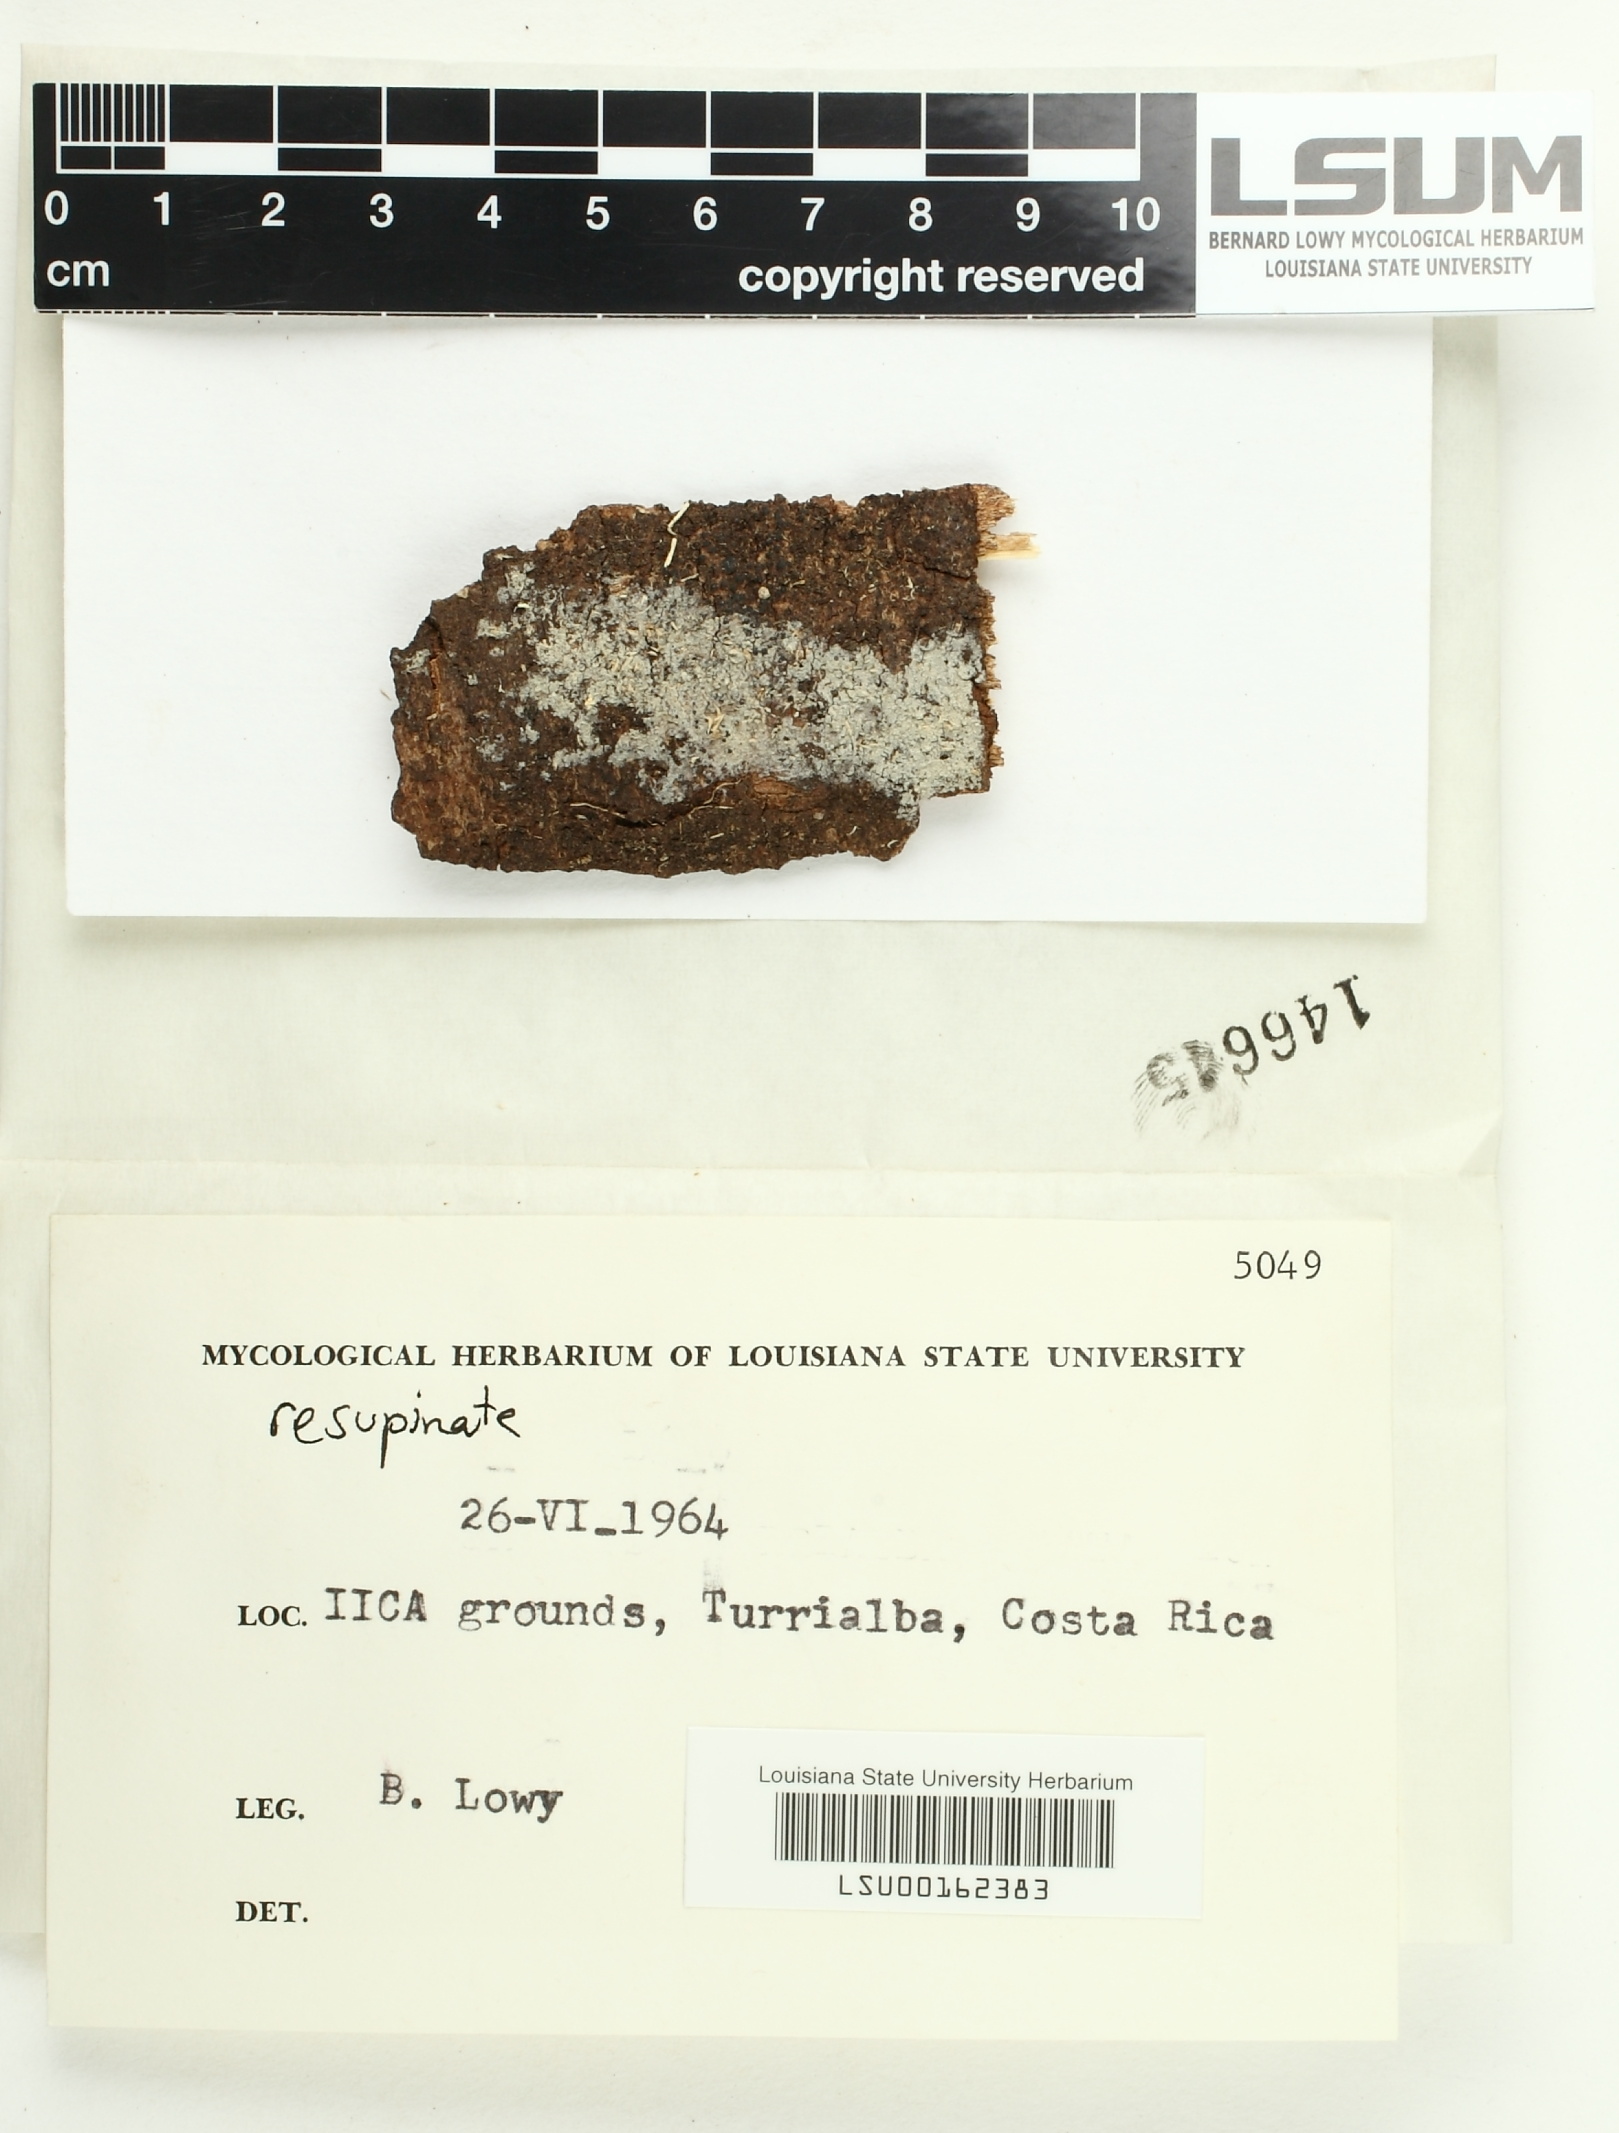 0 1 2 3 4 5 6 7 8 9 10
cm copyright reserved
LSUM
BERNARD LOWY MYCOLOGICAL HERBARIUM
LOUISIANA STATE UNIVERSITY
5049
MYCOLOGICAL HERBARIUM OF LOUISIANA STATE UNIVERSITY
resupinate
26-VI-1964
LOC. IICA grounds, Turrialba, Costa Rica
LEG. B. Lowy
Louisiana State University Herbarium
LSU00162383
DET.